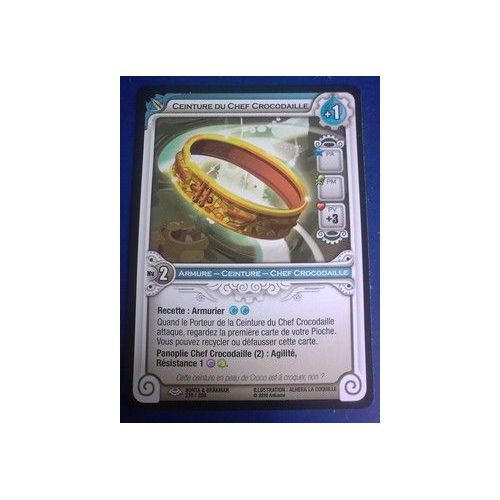 CEINTURE DU CHEF CROCODAILLE
+1
PA
PM
PV
+3
NIV
2
ARMURE – CEINTURE – CHEF CROCODAILLE
Recette : Armurier
Quand le Porteur de la Ceinture du Chef Crocodaille
attaque, regardez la première carte de votre Pioche.
Vous pouvez recycler ou défausser cette carte.
Panoplie Chef Crocodaille (2) : Agilité,
Résistance 1
Cette ceinture en peau de Croco est à croquer, non ?
BONTA & BRÂKMAR
ILLUSTRATION - ALHERA LA COQUILLE
© 2010 Ankama